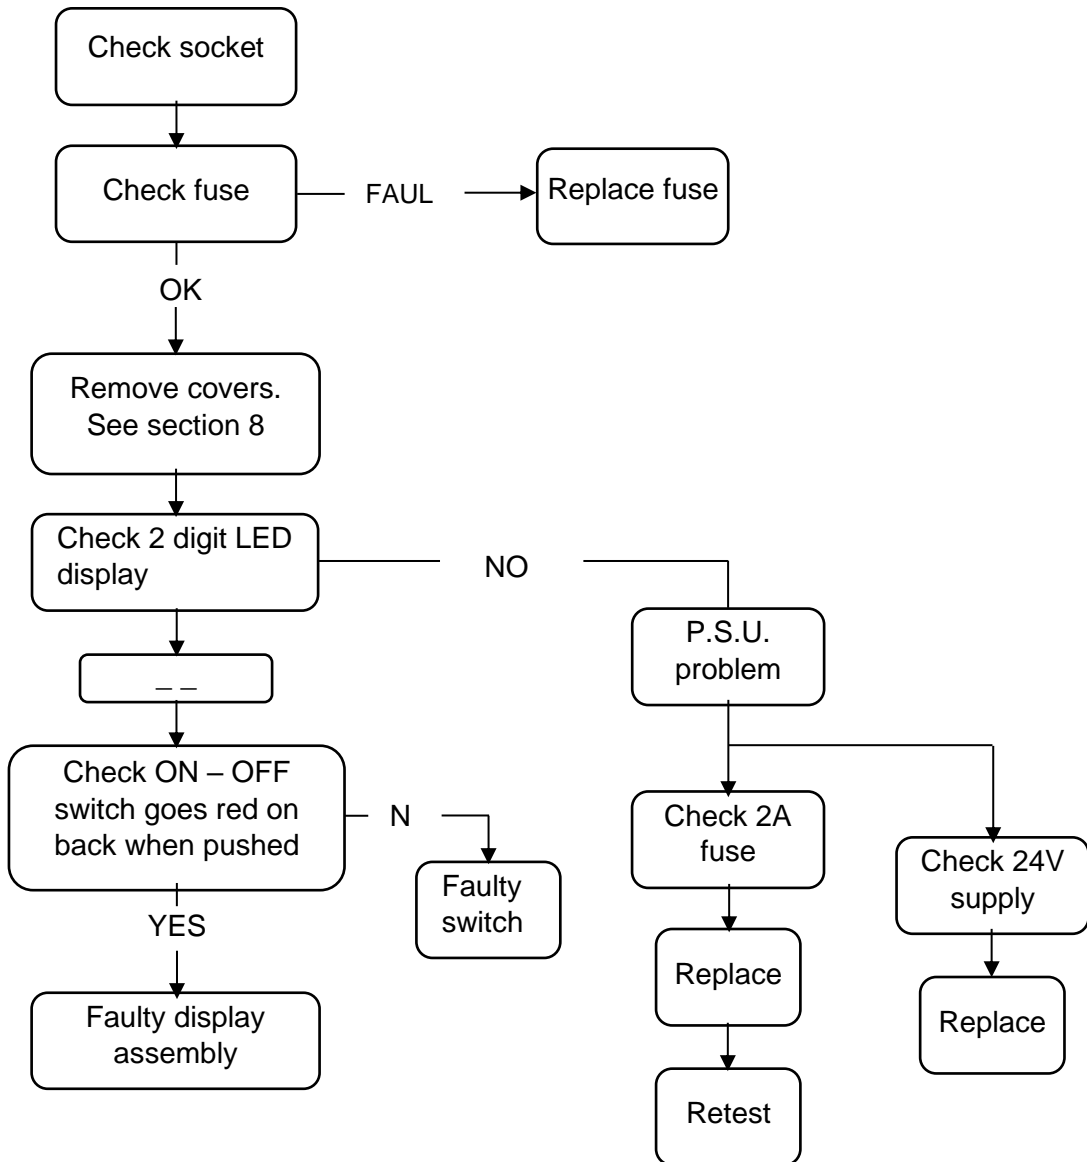 Check socket
Check fuse
FAUL
Replace fuse
OK
Remove covers.
See section 8
Check 2 digit LED
display
NO
P.S.U.
problem
_ _
Check ON – OFF
switch goes red on
back when pushed
N
Faulty
switch
YES
Faulty display
assembly
Check 2A
fuse
Replace
Retest
Check 24V
supply
Replace